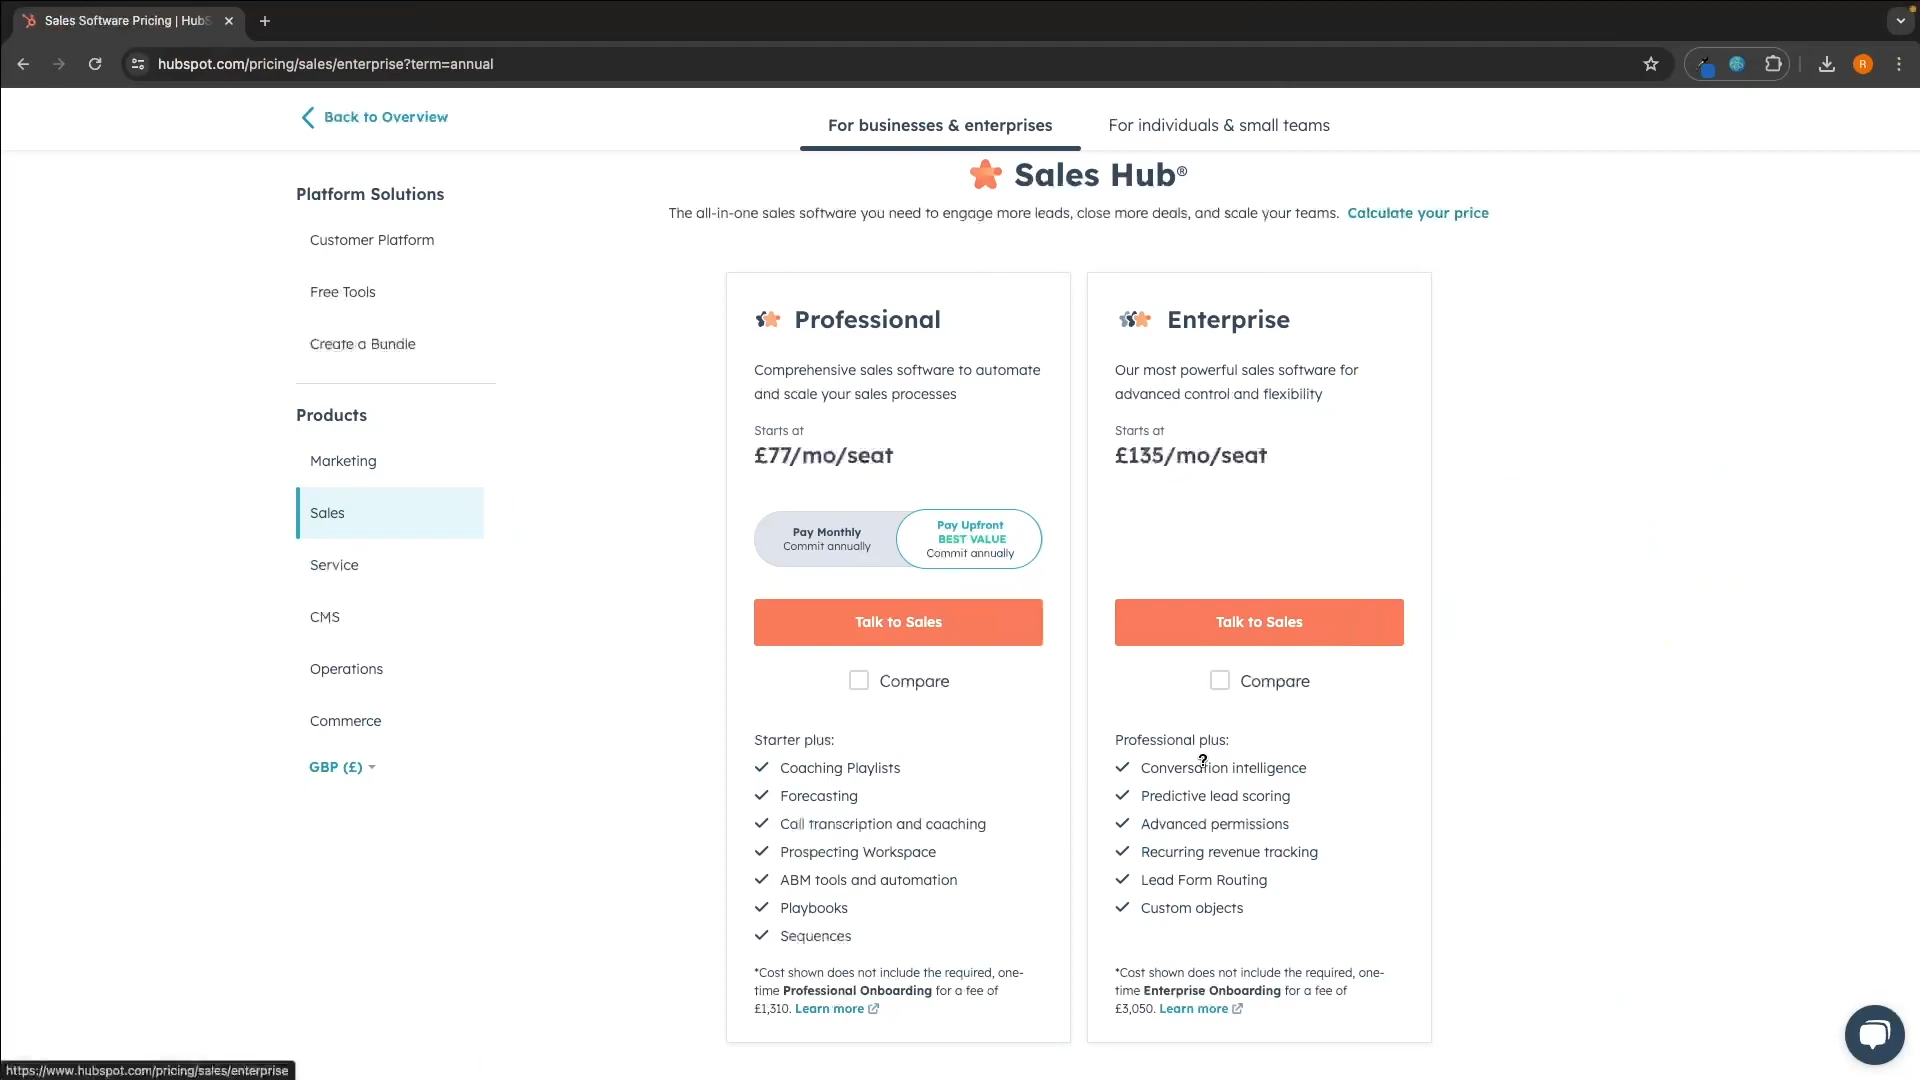 Sales Software Pricing | HubS
hubspot.com/pricing/sales/enterprise?term=annual
R
Back to Overview
For businesses & enterprises
For individuals & small teams
Platform Solutions
Customer Platform
Free Tools
Create a Bundle
Products
Marketing
Sales
Service
CMS
Operations
Commerce
GBP (£)
Sales Hub®
The all-in-one sales software you need to engage more leads, close more deals, and scale your teams. Calculate your price
Professional
Comprehensive sales software to automate
and scale your sales processes
Starts at
£77/mo/seat
Pay Monthly
Commit annually
Pay Upfront
BEST VALUE
Commit annually
Talk to Sales
Compare
Starter plus:
Coaching Playlists
Forecasting
Call transcription and coaching
Prospecting Workspace
ABM tools and automation
Playbooks
Sequences
*Cost shown does not include the required, one-
time Professional Onboarding for a fee of
£1,310. Learn more
Enterprise
Our most powerful sales software for
advanced control and flexibility
Starts at
£135/mo/seat
Talk to Sales
Compare
Professional plus:
Conversation intelligence
Predictive lead scoring
Advanced permissions
Recurring revenue tracking
Lead Form Routing
Custom objects
*Cost shown does not include the required, one-
time Enterprise Onboarding for a fee of
£3,050. Learn more
https://www.hubspot.com/pricing/sales/enterprise